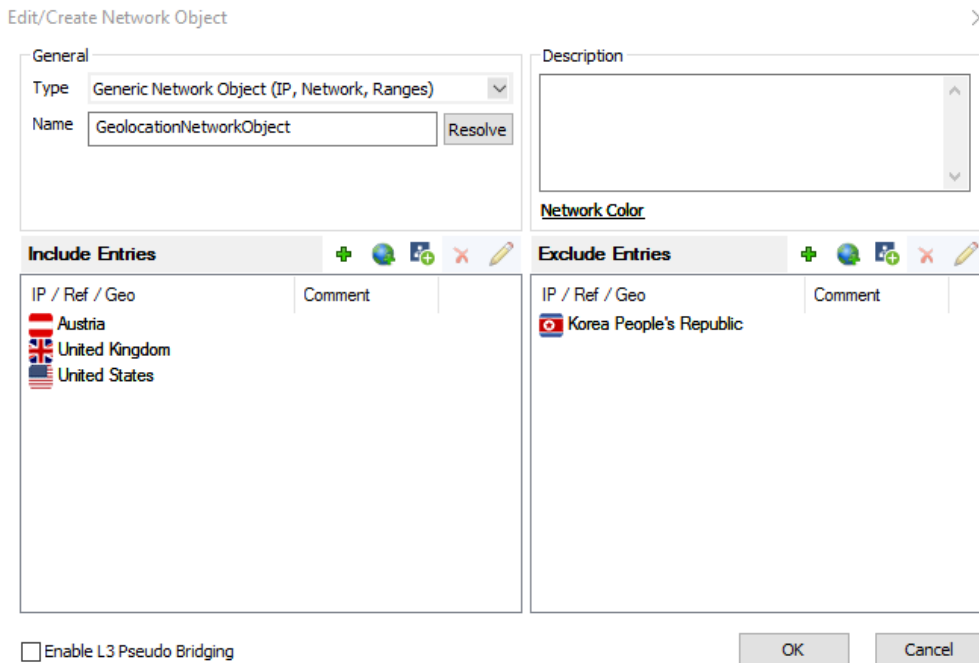 Edit/Create Network Object
General
Type Generic Network Object (IP, Network, Ranges)
Name GeolocationNetworkObject Resolve
Description
Network Color
Include Entries
IP / Ref / Geo Comment
Austria
United Kingdom
United States
Exclude Entries
IP / Ref / Geo Comment
Korea People's Republic
Enable L3 Pseudo Bridging
OK Cancel